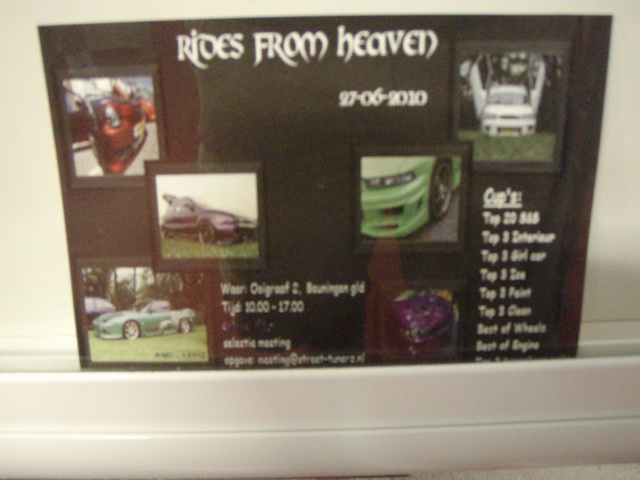 RIDES FROM HEAVEN
27-06-2010
Cup's:
Top 20 B&B
Top 3 Interieur
Top 3 Girl car
Top 3 Ice
Top 3 Paint
Top 3 Clean
Best of Wheels
Best of Engine
Waar: Osigraaf 2, Beuningen gld
Tijd: 10.00 - 17.00
selectie meeting
opgave: meeting@street-tunerz.nl